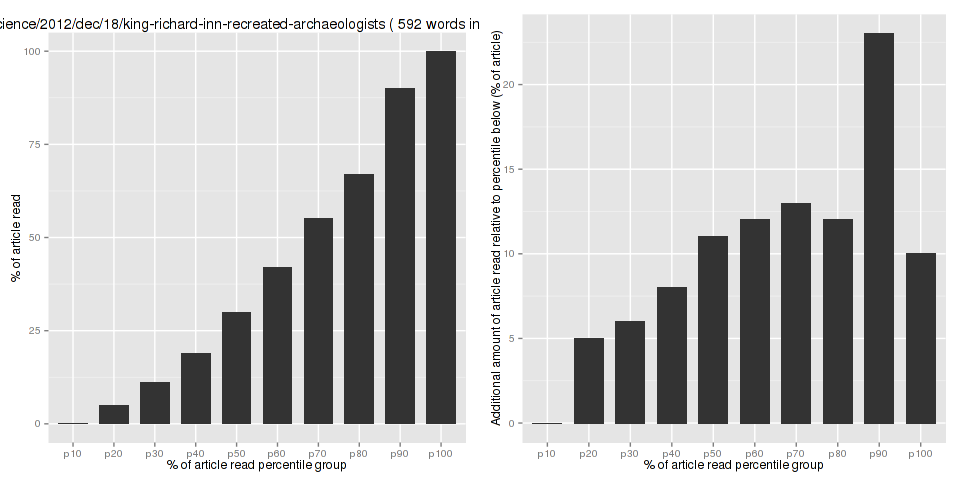 cience/2012/dec/18/king-richard-inn-recreated-archaeologists ( 592 words in
% of article read
100
75
50
25
0
p10 p20 p30 p40 p50 p60 p70 p80 p90 p100
% of article read percentile group
Additional amount of article read relative to percentile below (% of article)
20
15
10
5
0
p10 p20 p30 p40 p50 p60 p70 p80 p90 p100
% of article read percentile group